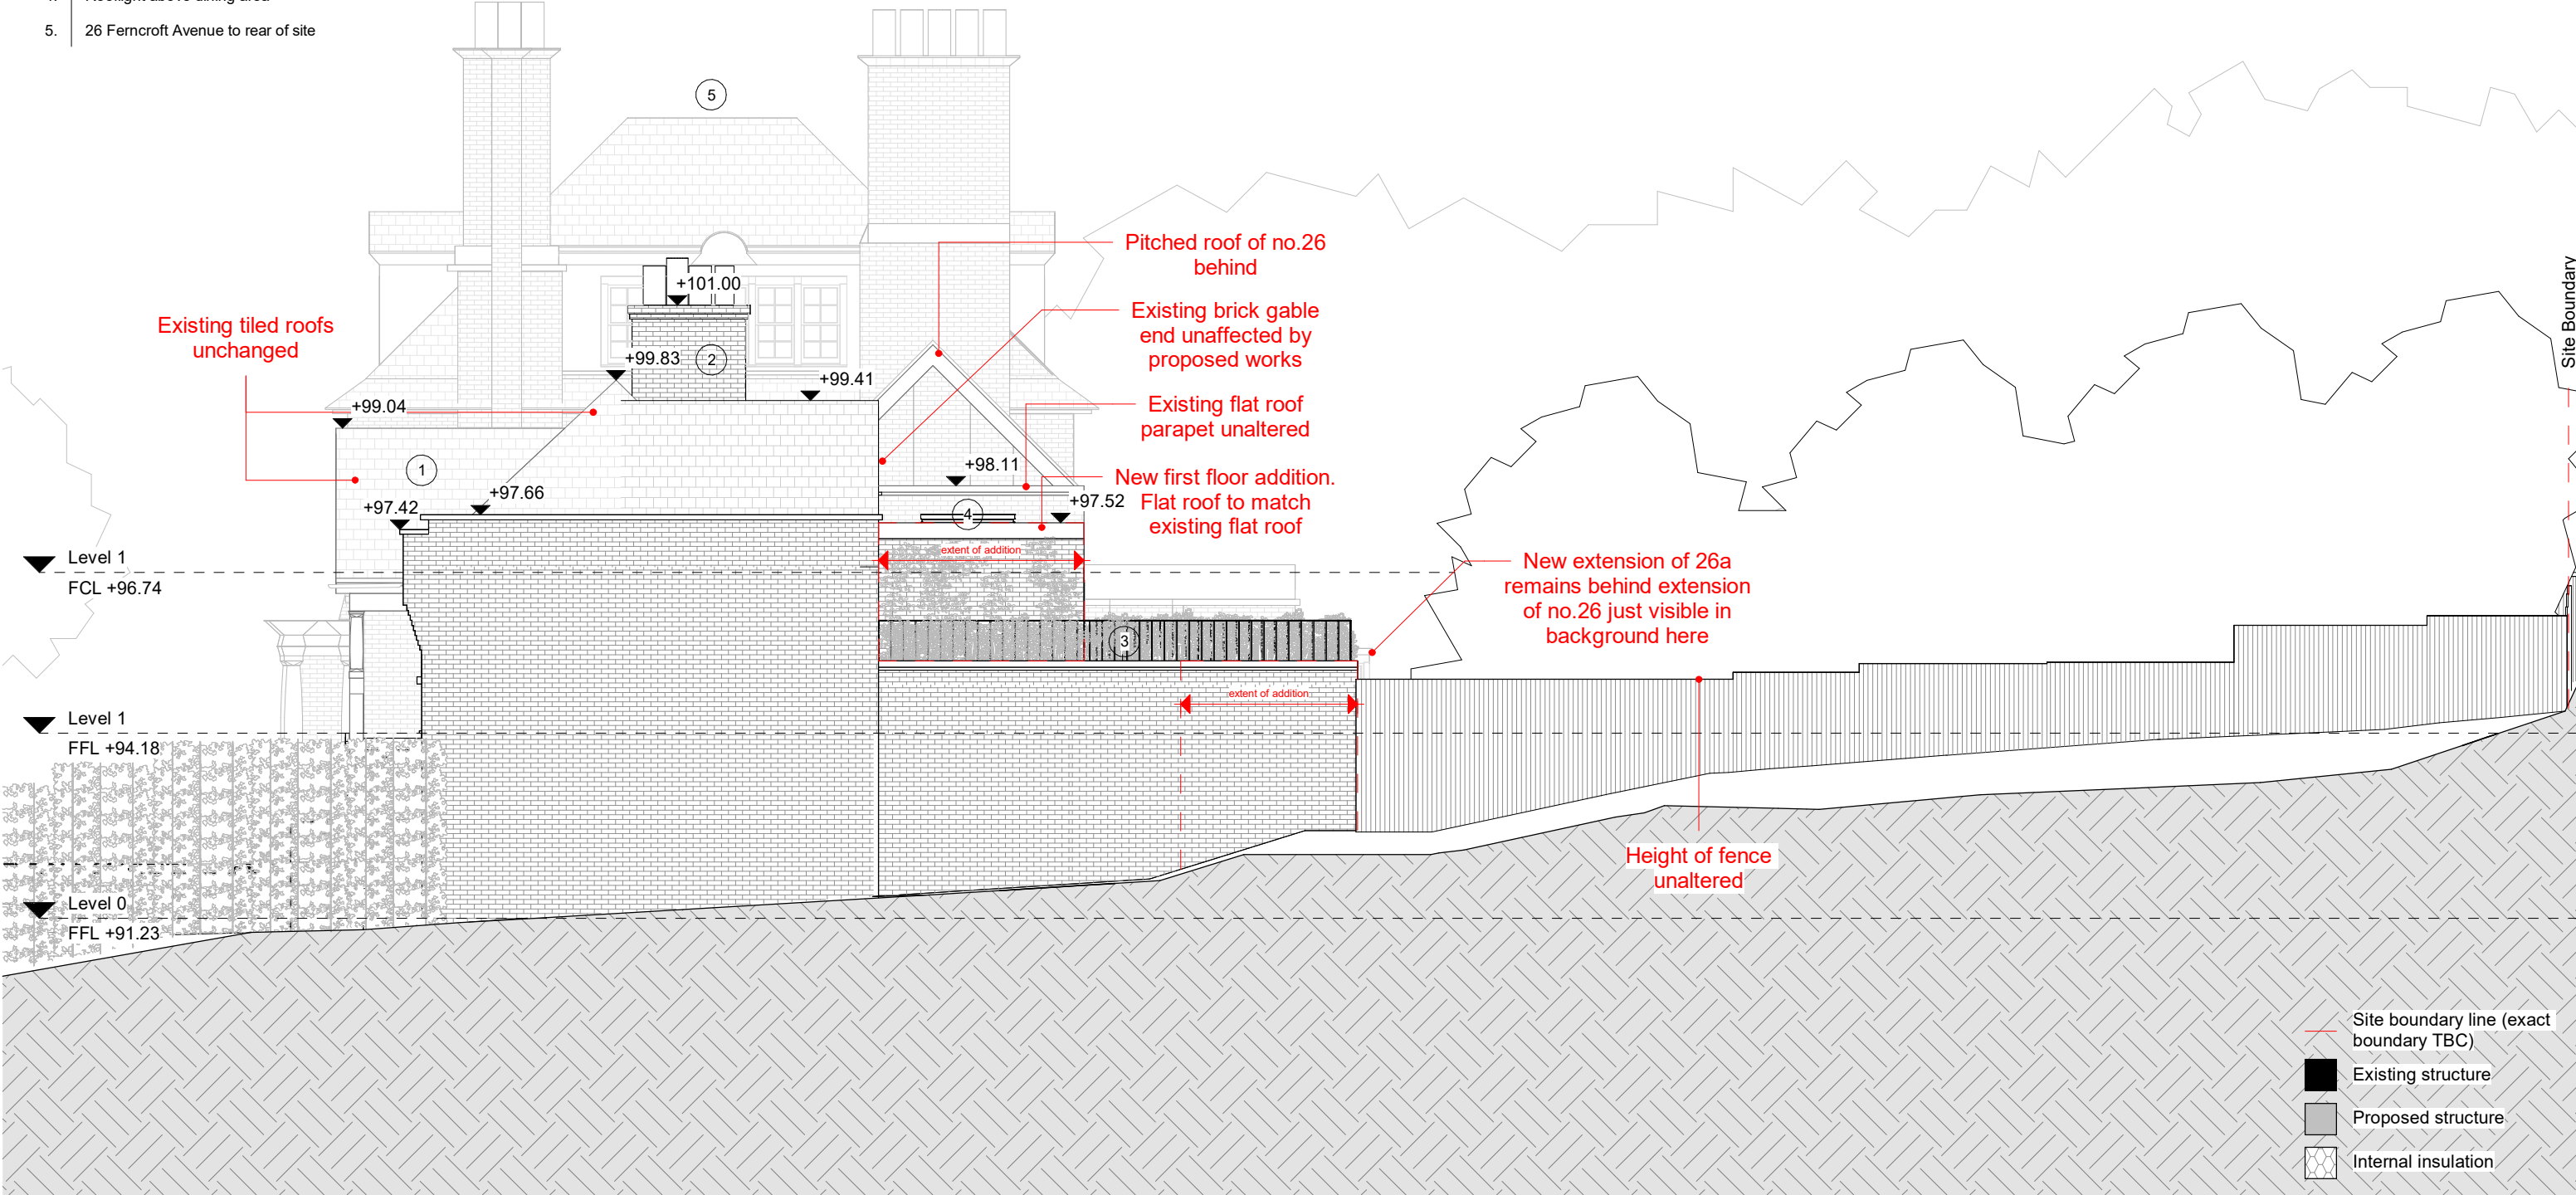 4. Rooflight above dining area
5. 26 Ferncroft Avenue to rear of site
5
Pitched roof of no.26
behind
Site Boundary
+101.00
Existing brick gable
end unaffected by
proposed works
Existing tiled roofs
unchanged
+99.83
2
+99.41
+99.04
Existing flat roof
parapet unaltered
1
+98.11
New first floor addition.
Flat roof to match
existing flat roof
+97.66
+97.52
+97.42
4
extent of addition
Level 1
FCL +96.74
New extension of 26a
remains behind extension
of no.26 just visible in
background here
3
extent of addition
Level 1
FFL +94.18
Height of fence
unaltered
Level 0
FFL +91.23
Site boundary line (exact
boundary TBC)
Existing structure
Proposed structure
Internal insulation